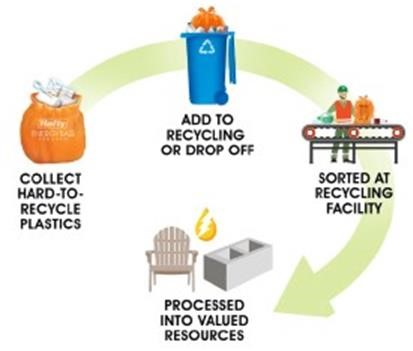 Hefty
ENERGYBAG
COLLECT
HARD-TO-
RECYCLE
PLASTICS
ADD TO
RECYCLING
OR DROP OFF
SORTED AT
RECYCLING
FACILITY
PROCESSED
INTO VALUED
RESOURCES